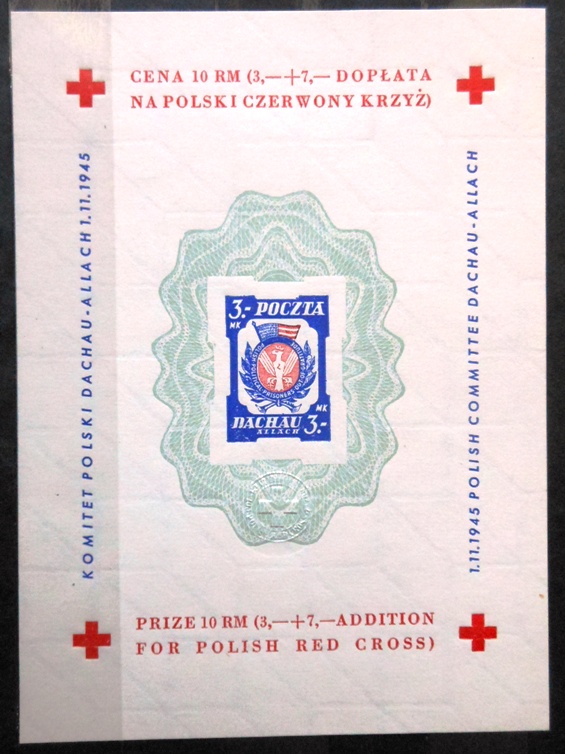 CENA 10 RM (3,—+7,— DOPŁATA
NA POLSKI CZERWONY KRZYŻ)
KOMITET POLSKI DACHAU-ALLACH 1.11.1945
3.- POCZTA
MK
MK
DACHAU 3.-
ALLACH
1.11.1945 POLISH COMMITTEE DACHAU-ALLACH
PRIZE 10 RM (3,—+7,—ADDITION
FOR POLISH RED CROSS)